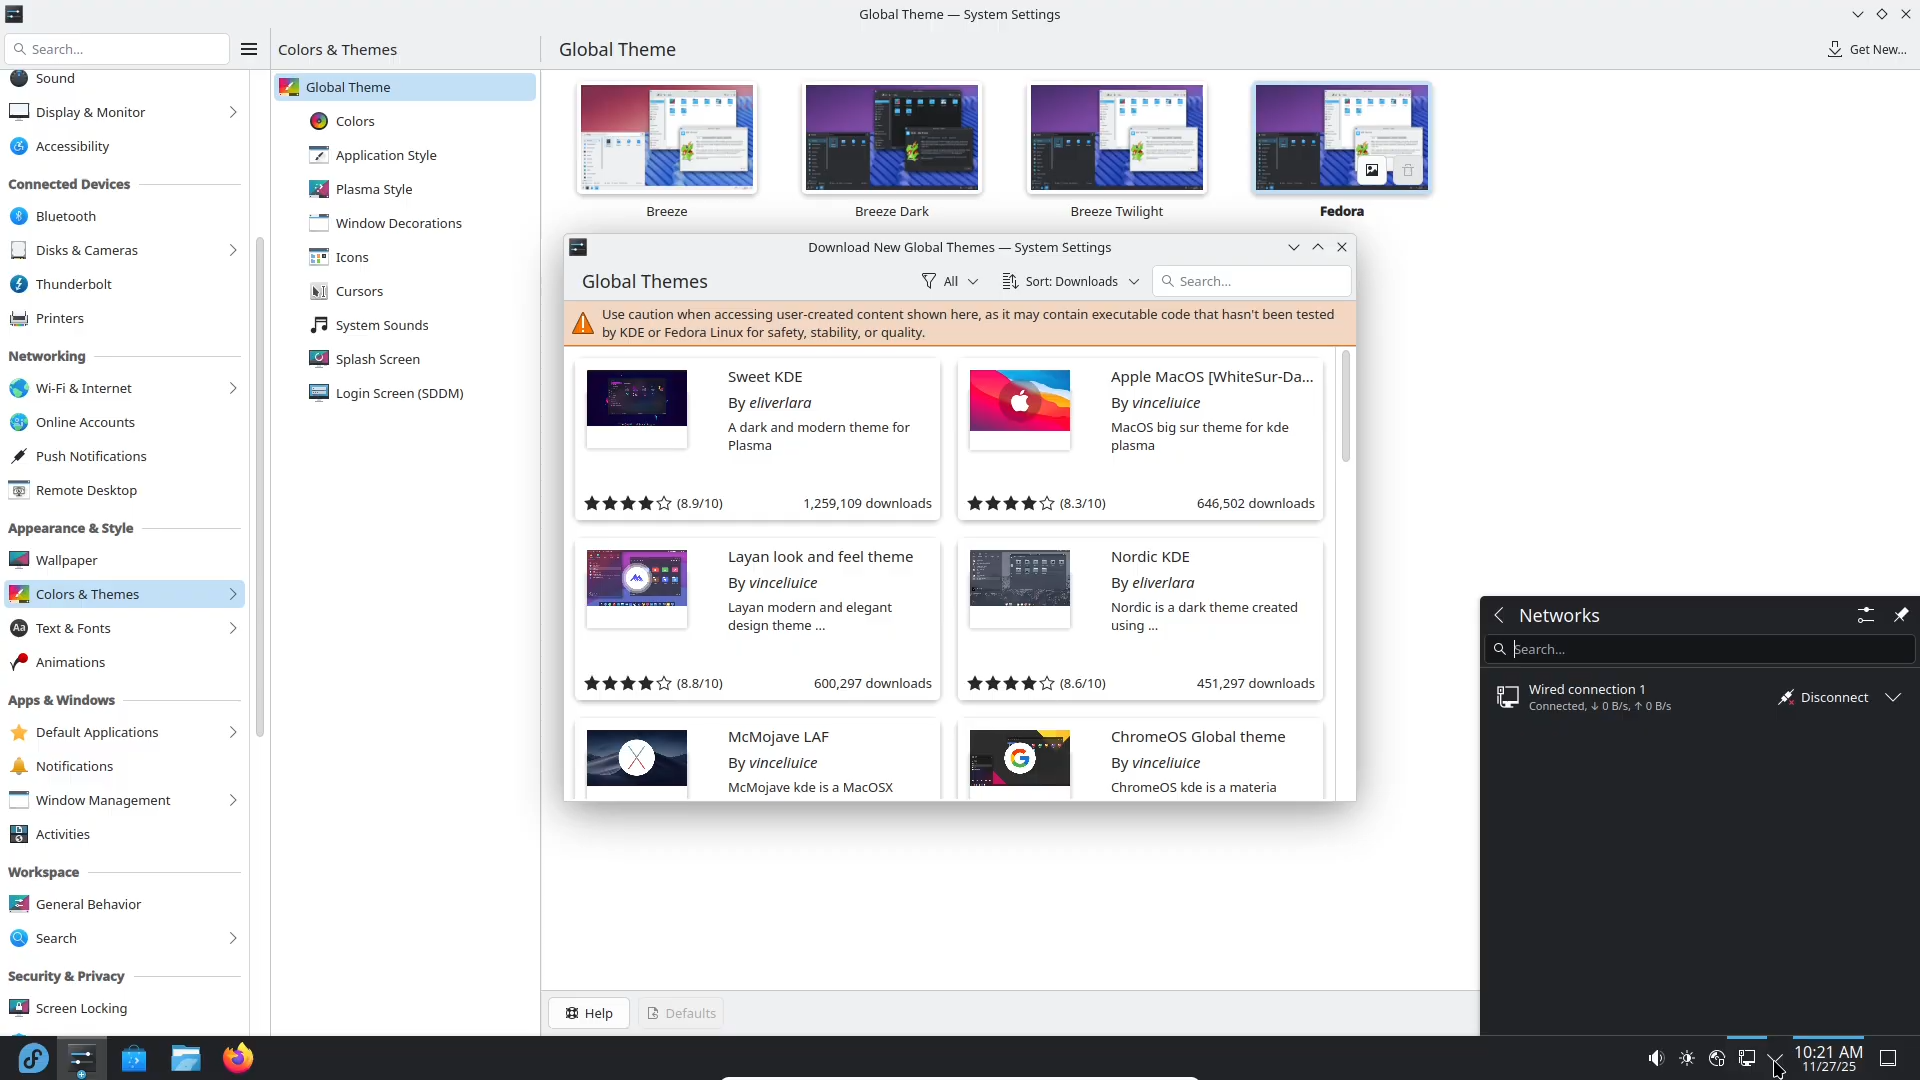 Global Theme — System Settings
Search...
Colors & Themes
Global Theme
Get New...
Sound
Display & Monitor
Accessibility
Connected Devices
Bluetooth
Disks & Cameras
Thunderbolt
Printers
Networking
Wi-Fi & Internet
Online Accounts
Push Notifications
Remote Desktop
Appearance & Style
Wallpaper
Colors & Themes
Text & Fonts
Animations
Apps & Windows
Default Applications
Notifications
Window Management
Activities
Workspace
General Behavior
Search
Security & Privacy
Screen Locking
Global Theme
Colors
Application Style
Plasma Style
Window Decorations
Icons
Cursors
System Sounds
Splash Screen
Login Screen (SDDM)
Breeze
Breeze Dark
Breeze Twilight
Fedora
Download New Global Themes — System Settings
Global Themes
All
Sort: Downloads
Search...
Use caution when accessing user-created content shown here, as it may contain executable code that hasn't been tested
by KDE or Fedora Linux for safety, stability, or quality.
Sweet KDE
By eliverlara
A dark and modern theme for
Plasma
(8.9/10)
1,259,109 downloads
Apple MacOS [WhiteSur-Da...
By vinceliuice
MacOS big sur theme for kde
plasma
(8.3/10)
646,502 downloads
Layan look and feel theme
By vinceliuice
Layan modern and elegant
design theme ...
(8.8/10)
600,297 downloads
Nordic KDE
By eliverlara
Nordic is a dark theme created
using ...
(8.6/10)
451,297 downloads
McMojave LAF
By vinceliuice
McMojave kde is a MacOSX
ChromeOS Global theme
By vinceliuice
ChromeOS kde is a materia
Help
Defaults
Networks
Search...
Wired connection 1
Connected, ↓ 0 B/s, ↑ 0 B/s
Disconnect
10:21 AM
11/27/25